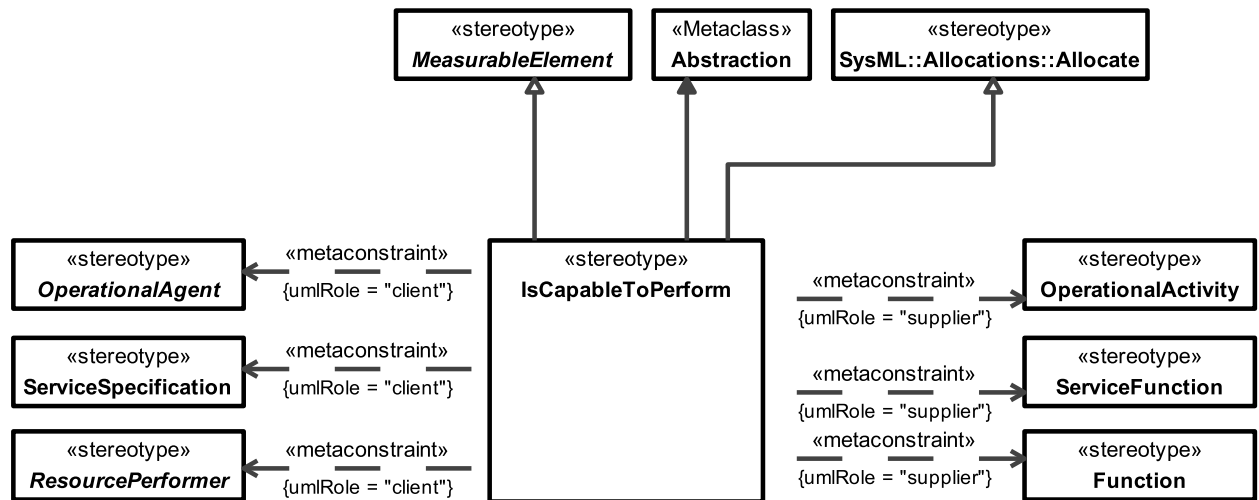 «stereotype»
MeasurableElement
«Metaclass»
Abstraction
«stereotype»
SysML::Allocations::Allocate
«stereotype»
OperationalAgent
«metaconstraint»
{umlRole = "client"}
«stereotype»
IsCapableToPerform
«metaconstraint»
{umlRole = "supplier"}
«stereotype»
OperationalActivity
«stereotype»
ServiceSpecification
«metaconstraint»
{umlRole = "client"}
«metaconstraint»
{umlRole = "supplier"}
«stereotype»
ServiceFunction
«stereotype»
ResourcePerformer
«metaconstraint»
{umlRole = "client"}
«metaconstraint»
{umlRole = "supplier"}
«stereotype»
Function